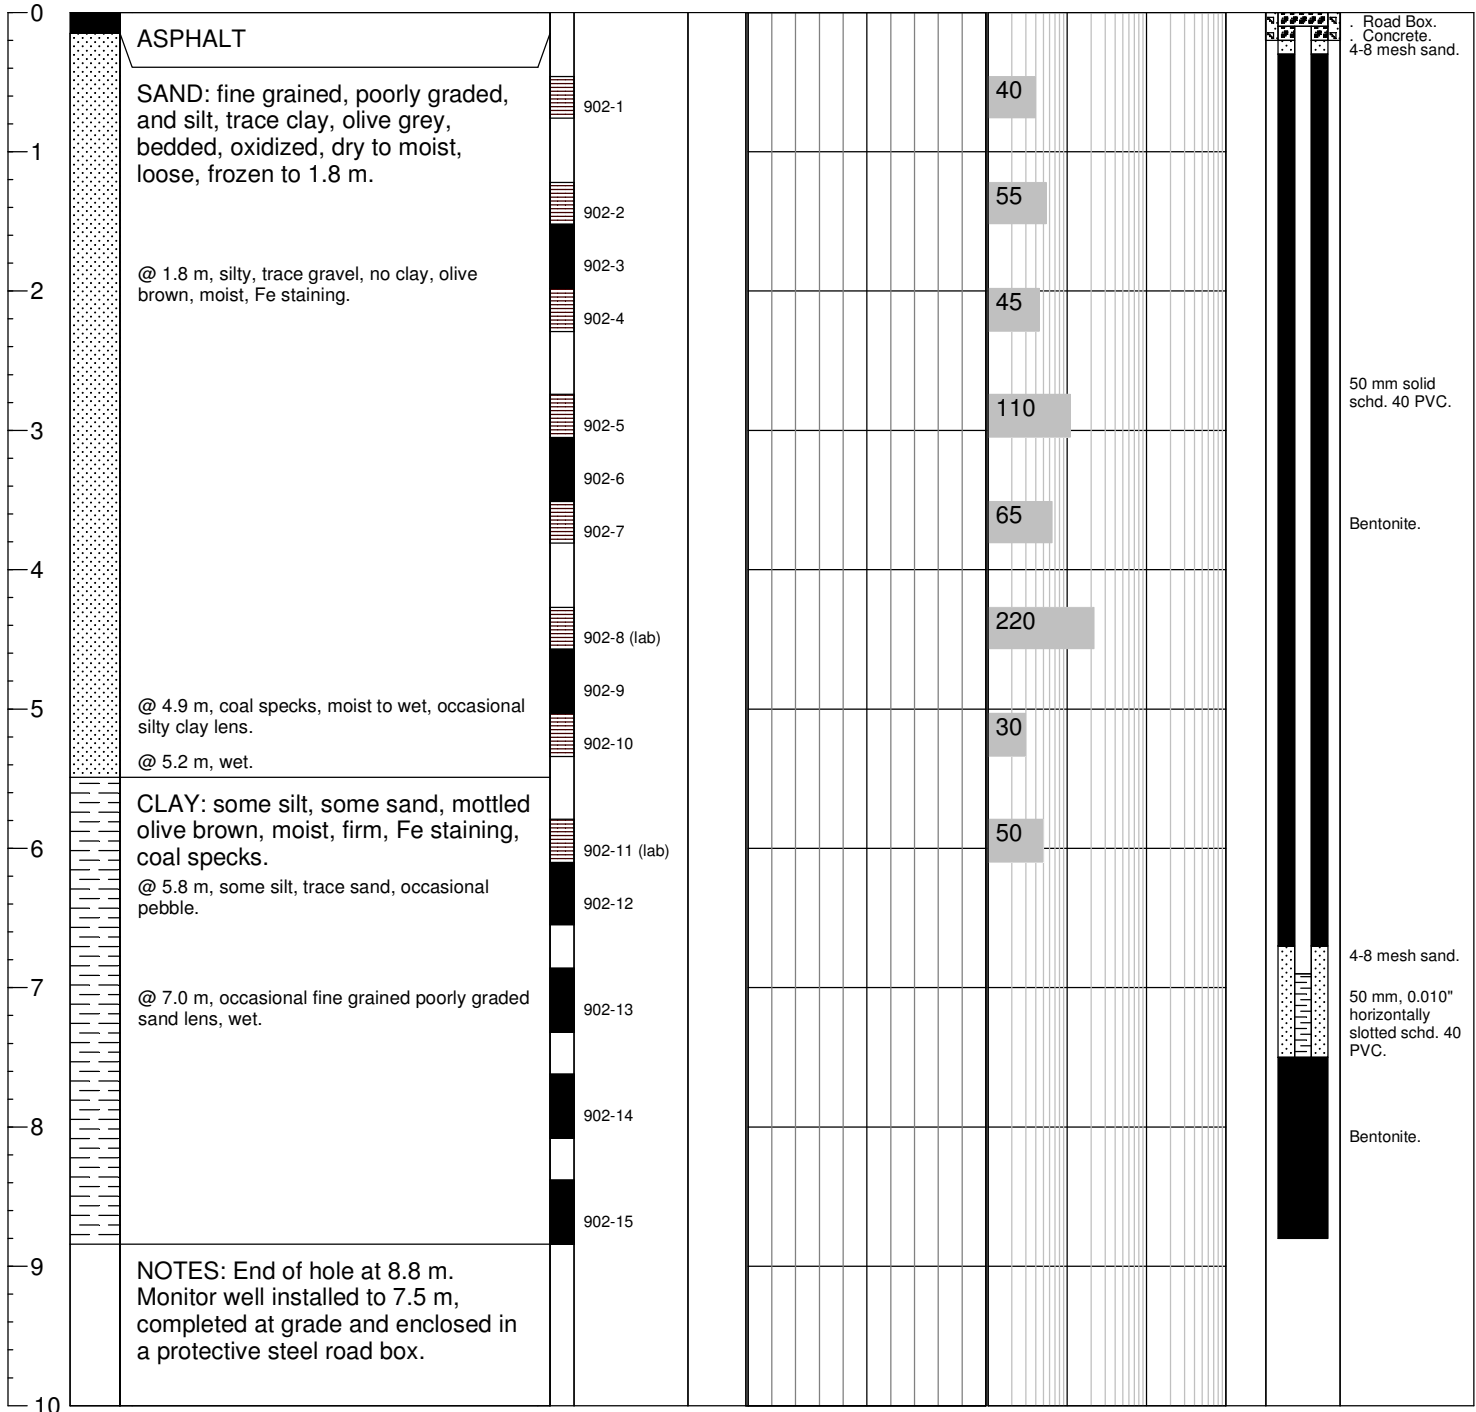 0
1
2
3
4
5
6
7
8
9
10
ASPHALT
SAND: fine grained, poorly graded,
and silt, trace clay, olive grey,
bedded, oxidized, dry to moist,
loose, frozen to 1.8 m.
@ 1.8 m, silty, trace gravel, no clay, olive
brown, moist, Fe staining.
@ 4.9 m, coal specks, moist to wet, occasional
silty clay lens.
@ 5.2 m, wet.
CLAY: some silt, some sand, mottled
olive brown, moist, firm, Fe staining,
coal specks.
@ 5.8 m, some silt, trace sand, occasional
pebble.
@ 7.0 m, occasional fine grained poorly graded
sand lens, wet.
NOTES: End of hole at 8.8 m.
Monitor well installed to 7.5 m,
completed at grade and enclosed in
a protective steel road box.
902-1
902-2
902-3
902-4
902-5
902-6
902-7
902-8 (lab)
902-9
902-10
902-11 (lab)
902-12
902-13
902-14
902-15
40
55
45
110
65
220
30
50
. Road Box.
. Concrete.
4-8 mesh sand.
50 mm solid
schd. 40 PVC.
Bentonite.
4-8 mesh sand.
50 mm, 0.010"
horizontally
slotted schd. 40
PVC.
Bentonite.